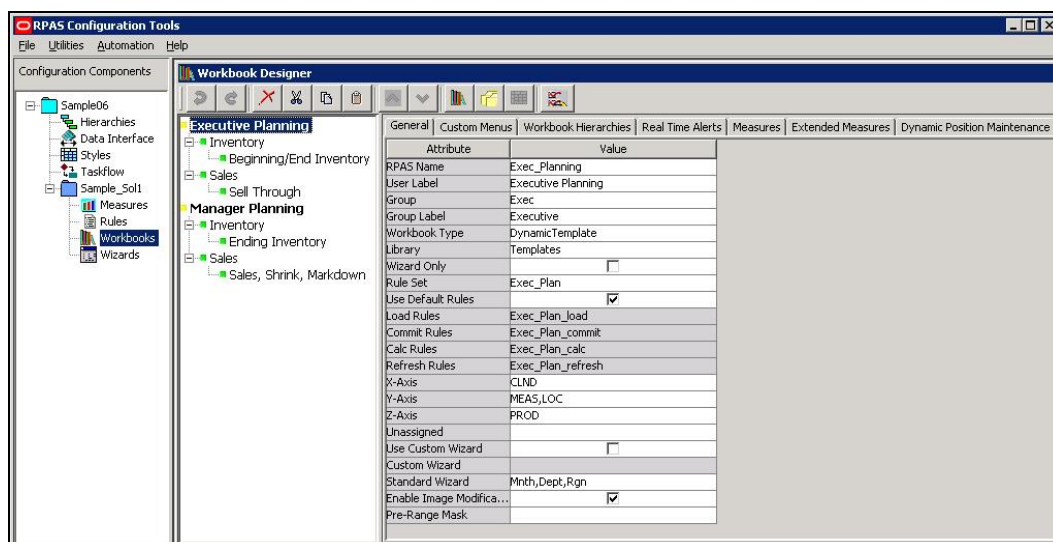 RPAS Configuration Tools
File Utilities Automation Help
Configuration Components
Sample06
Hierarchies
Data Interface
Styles
Taskflow
Sample_Sol1
Measures
Rules
Workbooks
Wizards
Workbook Designer
Executive Planning
Inventory
Beginning/End Inventory
Sales
Sell Through
Manager Planning
Inventory
Ending Inventory
Sales
Sales, Shrink, Markdown
General Custom Menus Workbook Hierarchies Real Time Alerts Measures Extended Measures Dynamic Position Maintenance
Attribute Value
RPAS Name Exec_Planning
User Label Executive Planning
Group Exec
Group Label Executive
Workbook Type DynamicTemplate
Library Templates
Wizard Only
Rule Set Exec_Plan
Use Default Rules
Load Rules Exec_Plan_load
Commit Rules Exec_Plan_commit
Calc Rules Exec_Plan_calc
Refresh Rules Exec_Plan_refresh
X-Axis CLND
Y-Axis MEAS,LOC
Z-Axis PROD
Unassigned
Use Custom Wizard
Custom Wizard
Standard Wizard Mnth,Dept,Rgn
Enable Image Modifica...
Pre-Range Mask